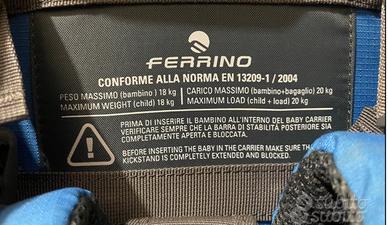 FERRINO
CONFORME ALLA NORMA EN 13209-1 / 2004
PESO MASSIMO (bambino) 18 kg
MAXIMUM WEIGHT (child) 18 kg
CARICO MASSIMO (bambino+bagaglio) 20 kg
MAXIMUM LOAD (child + load) 20 kg
PRIMA DI INSERIRE IL BAMBINO ALL'INTERNO DEL BABY CARRIER
VERIFICARE SEMPRE CHE LA BARRA DI STABILITÀ POSTERIORE SIA
COMPLETAMENTE APERTA E BLOCCATA.
BEFORE INSERTING THE BABY IN THE CARRIER MAKE SURE THE
KICKSTAND IS COMPLETELY EXTENDED AND BLOCKED.
subito
subito